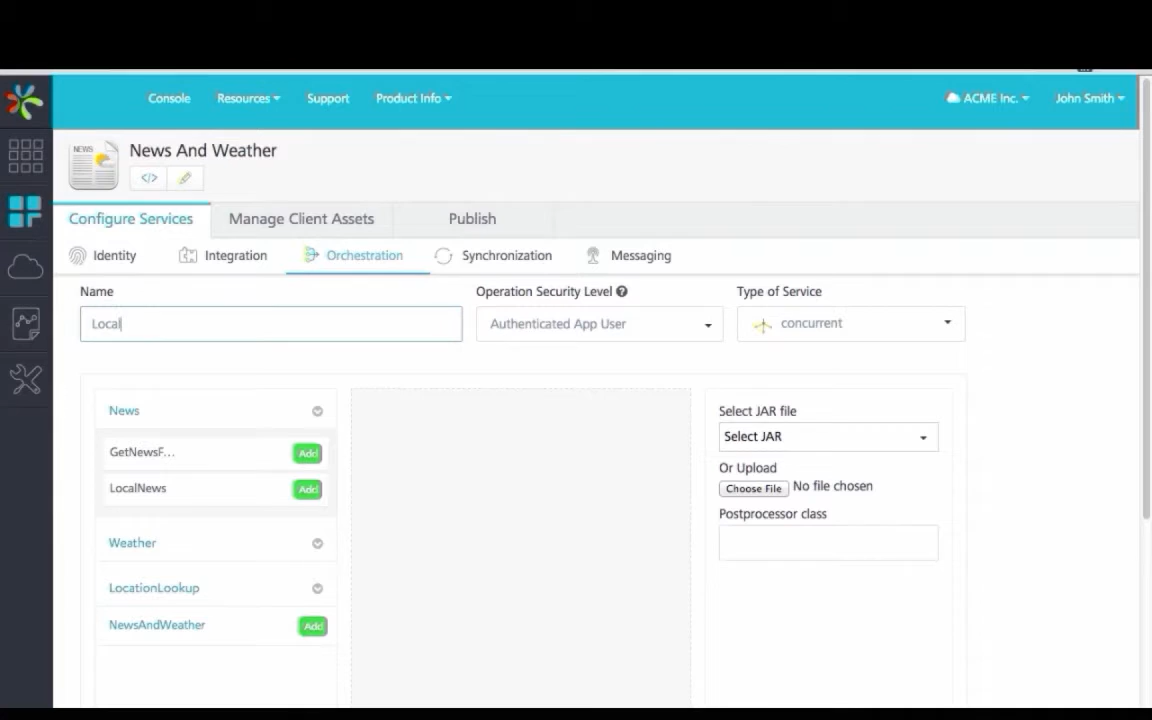 Console Resources Support Product Info ACME Inc. John Smith
NEWS
News And Weather
</>
Configure Services Manage Client Assets Publish
Identity Integration Orchestration Synchronization Messaging
Name Operation Security Level ? Type of Service
Local Authenticated App User concurrent
News
GetNewsF... Add
LocalNews Add
Weather
LocationLookup
NewsAndWeather Add
Select JAR file
Select JAR
Or Upload
Choose File No file chosen
Postprocessor class